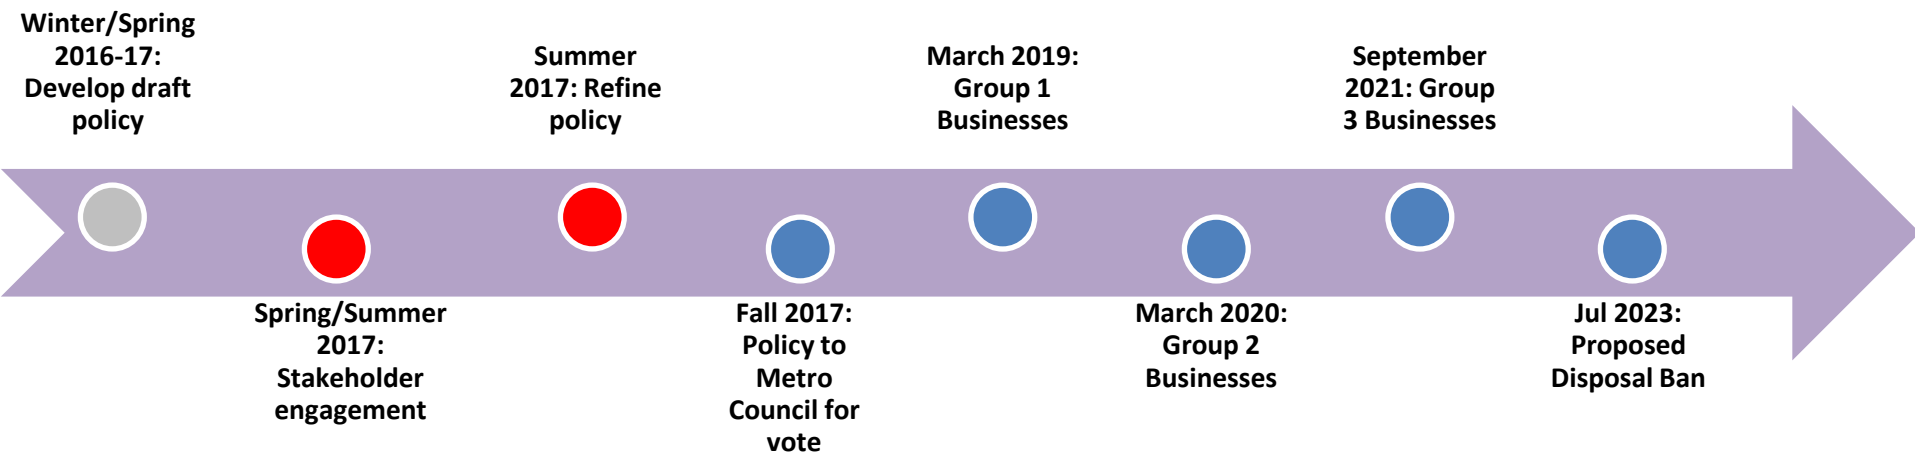 Winter/Spring
2016-17:
Develop draft
policy
Spring/Summer
2017:
Stakeholder
engagement
Summer
2017: Refine
policy
Fall 2017:
Policy to
Metro
Council for
vote
March 2019:
Group 1
Businesses
March 2020:
Group 2
Businesses
September
2021: Group
3 Businesses
Jul 2023:
Proposed
Disposal Ban